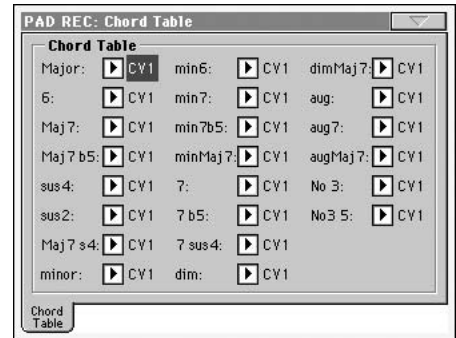 PAD REC: Chord Table
Chord Table
Major: CV1 min6: CV1 dimMaj7: CV1
6: CV1 min7: CV1 aug: CV1
Maj7: CV1 min7b5: CV1 aug7: CV1
Maj7b5: CV1 minMaj7: CV1 augMaj7: CV1
sus4: CV1 7: CV1 No 3: CV1
sus2: CV1 7b5: CV1 No3 5: CV1
Maj7s4: CV1 7sus4: CV1
minor: CV1 dim: CV1
Chord
Table